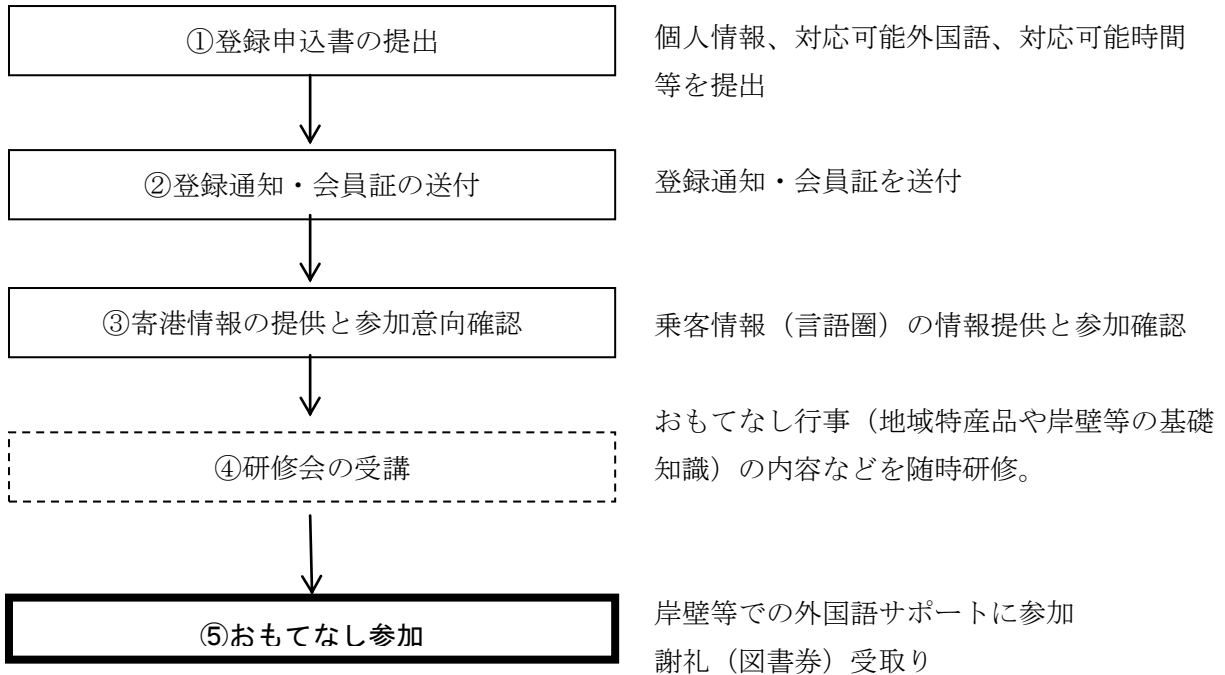 ①登録申込書の提出
個人情報、対応可能外国語、対応可能時間
等を提出
②登録通知・会員証の送付
登録通知・会員証を送付
③寄港情報の提供と参加意向確認
乗客情報（言語圏）の情報提供と参加確認
④研修会の受講
おもてなし行事（地域特産品や岸壁等の基礎
知識）の内容などを随時研修。
⑤おもてなし参加
岸壁等での外国語サポートに参加
謝礼（図書券）受取り